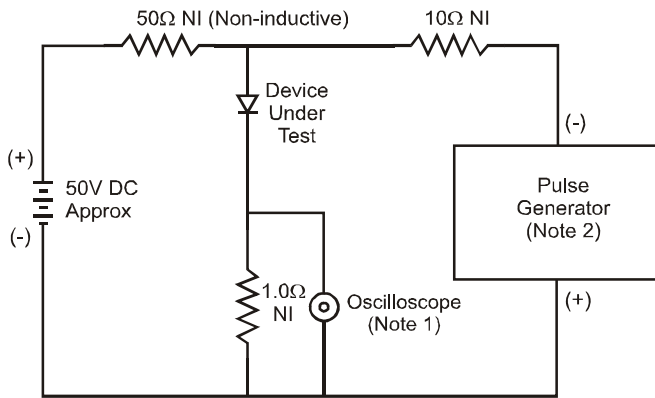 50Ω NI (Non-inductive)
10Ω NI
Device
Under
Test
(-)
(+)
50V DC
Approx
(-)
Pulse
Generator
(Note 2)
1.0Ω
NI
Oscilloscope
(Note 1)
(+)